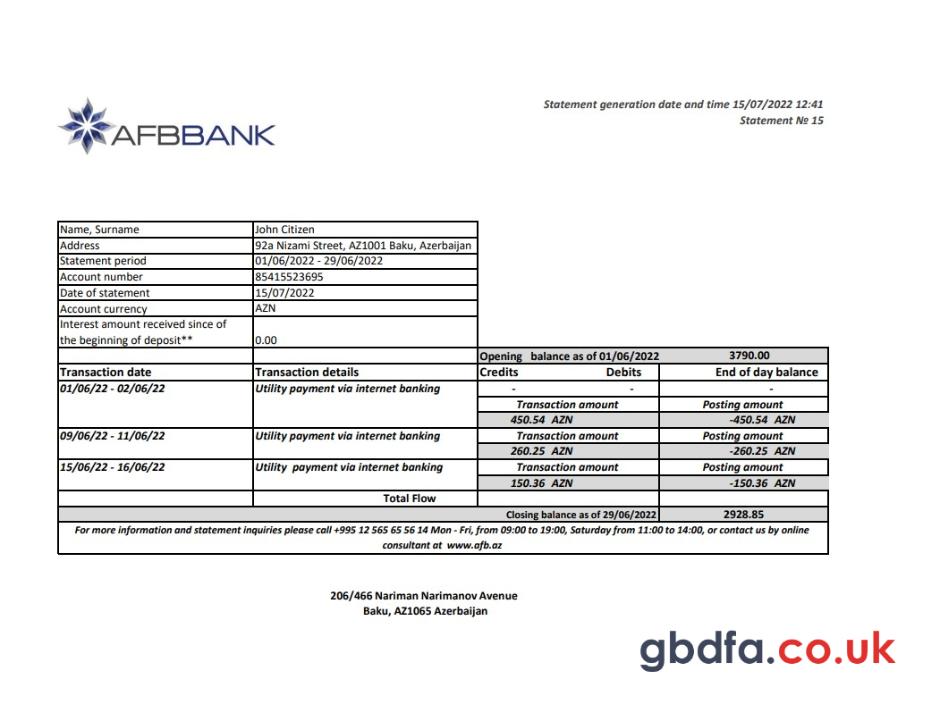 Statement generation date and time 15/07/2022 12:41
Statement № 15
AFBBANK
Name, Surname John Citizen
Address 92a Nizami Street, AZ1001 Baku, Azerbaijan
Statement period 01/06/2022 - 29/06/2022
Account number 85415523695
Date of statement 15/07/2022
Account currency AZN
Interest amount received since of
the beginning of deposit** 0.00
Opening balance as of 01/06/2022 3790.00
Transaction date Transaction details Credits Debits End of day balance
01/06/22 - 02/06/22 Utility payment via internet banking - - -
Transaction amount Posting amount
450.54 AZN -450.54 AZN
09/06/22 - 11/06/22 Utility payment via internet banking Transaction amount Posting amount
260.25 AZN -260.25 AZN
15/06/22 - 16/06/22 Utility payment via internet banking Transaction amount Posting amount
150.36 AZN -150.36 AZN
Total Flow
Closing balance as of 29/06/2022 2928.85
For more information and statement inquiries please call +995 12 565 65 56 14 Mon - Fri, from 09:00 to 19:00, Saturday from 11:00 to 14:00, or contact us by online
consultant at www.afb.az
206/466 Nariman Narimanov Avenue
Baku, AZ1065 Azerbaijan
gbdfa.co.uk